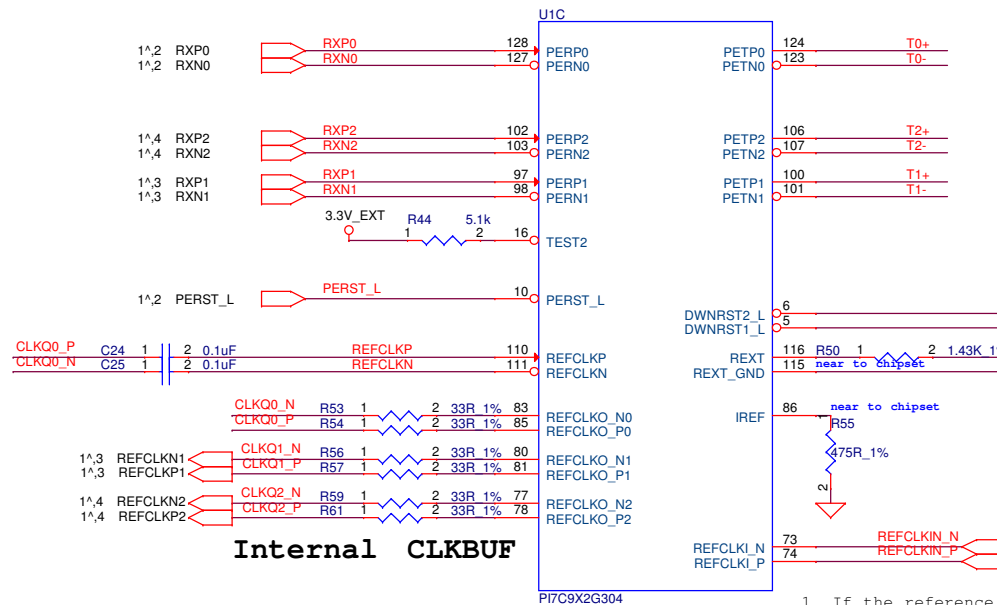 U1C
1^,2 RXP0 RXP0 128 PERP0 PETP0 124 T0+
1^,2 RXN0 RXN0 127 PERN0 PETN0 123 T0-
1^,4 RXP2 RXP2 102 PERP2 PETP2 106 T2+
1^,4 RXN2 RXN2 103 PERN2 PETN2 107 T2-
1^,3 RXP1 RXP1 97 PERP1 PETP1 100 T1+
1^,3 RXN1 RXN1 98 PERN1 PETN1 101 T1-
3.3V_EXT R44 5.1k
1 2 16 TEST2
1^,2 PERST_L PERST_L 10 PERST_L
DWNRST2_L 6
DWNRST1_L 5
CLKQ0_P C24 1 2 0.1uF REFCLKP 110 REFCLKP REXT 116 R50 1 2 1.43K_1
CLKQ0_N C25 1 2 0.1uF REFCLKN 111 REFCLKN REXT_GND 115 near to chipset
CLKQ0_N R53 1 2 33R_1% 83 REFCLKO_N0 IREF 86 near to chipset
CLKQ0_P R54 1 2 33R_1% 85 REFCLKO_P0 1 R55
1^,3 REFCLKN1 CLKQ1_N R56 1 2 33R_1% 80 REFCLKO_N1 475R_1%
1^,3 REFCLKP1 CLKQ1_P R57 1 2 33R_1% 81 REFCLKO_P1
2
1^,4 REFCLKN2 CLKQ2_N R59 1 2 33R_1% 77 REFCLKO_N2
1^,4 REFCLKP2 CLKQ2_P R61 1 2 33R_1% 78 REFCLKO_P2
Internal CLKBUF
REFCLKI_N 73 REFCLKIN_N
REFCLKI_P 74 REFCLKIN_P
PI7C9X2G304
1. If the reference